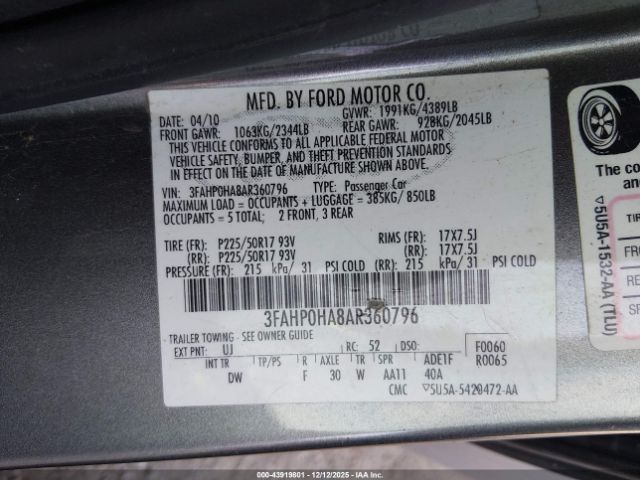 MFD. BY FORD MOTOR CO.
DATE: 04/10 GVWR: 1991KG/4389LB
FRONT GAWR: 1063KG/2344LB REAR GAWR: 928KG/2045LB
THIS VEHICLE CONFORMS TO ALL APPLICABLE FEDERAL MOTOR
VEHICLE SAFETY, BUMPER, AND THEFT PREVENTION STANDARDS
IN EFFECT ON THE DATE OF MANUFACTURE SHOWN ABOVE.
VIN: 3FAHP0HA8AR360796 TYPE: Passenger Car
MAXIMUM LOAD = OCCUPANTS + LUGGAGE = 385KG/ 850LB
OCCUPANTS = 5 TOTAL; 2 FRONT, 3 REAR
TIRE (FR): P225/50R17 93V RIMS (FR): 17X7.5J
(RR): P225/50R17 93V (RR): 17X7.5J
PRESSURE (FR): 215 kPa/ 31 PSI COLD (RR): 215 kPa/ 31 PSI COLD
3FAHP0HA8AR360796
TRAILER TOWING - SEE OWNER GUIDE
EXT PNT: UJ RC: 52 DSO: F0060
R0065
INT TR TP/PS R AXLE TR SPR ADE1F
DW F 30 W AA11 40A
CMC ▽5U5A-5420472-AA
The co
an
TIR
FRO
RE
SP
▽5U5A-1532-AA (TLU)
000-43919801 - 12/12/2025 - IAAI